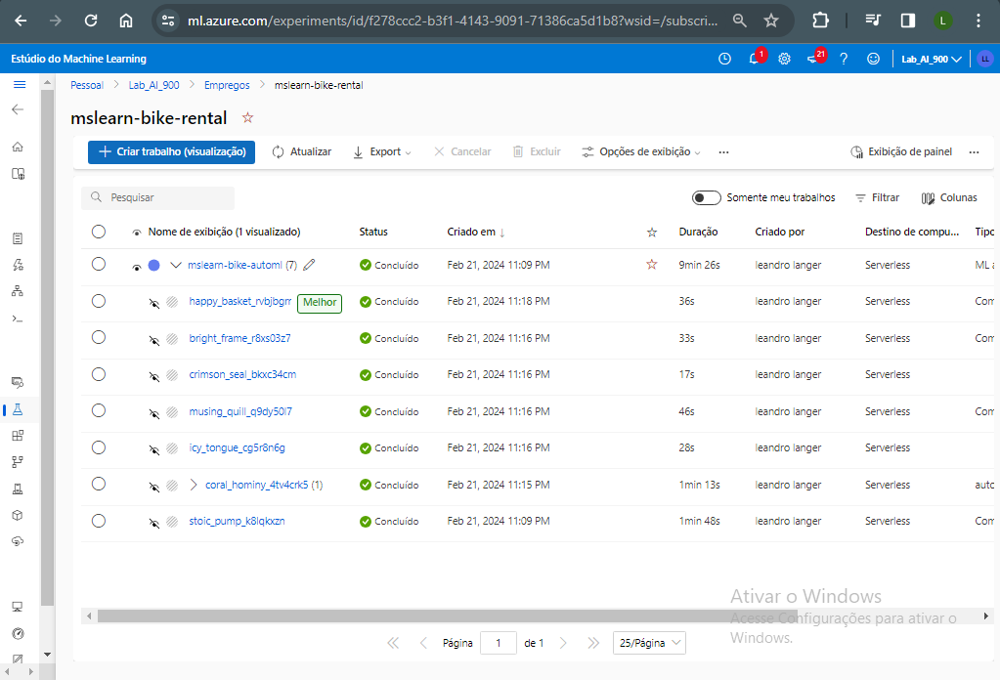 ml.azure.com/experiments/id/f278ccc2-b3f1-4143-9091-71386ca5d1b8?wsid=/subscri...
L
Estúdio do Machine Learning
1
21
?
Lab_AI_900
LL
Pessoal > Lab_AI_900 > Empregos > mslearn-bike-rental
mslearn-bike-rental
Criar trabalho (visualização) Atualizar Export Cancelar Excluir Opções de exibição ... Exibição de painel ...
Pesquisar Somente meu trabalhos Filtrar Colunas
Nome de exibição (1 visualizado) Status Criado em ↓ Duração Criado por Destino de compu... Tipo
mslearn-bike-automl (7) Concluído Feb 21, 2024 11:09 PM 9min 26s leandro langer Serverless ML a
happy_basket_rvbjbgm Melhor Concluído Feb 21, 2024 11:18 PM 36s leandro langer Serverless Com
bright_frame_r8xs03z7 Concluído Feb 21, 2024 11:16 PM 33s leandro langer Serverless Com
crimson_seal_bkxc34cm Concluído Feb 21, 2024 11:16 PM 17s leandro langer Serverless
musing_quill_q9dy50l7 Concluído Feb 21, 2024 11:16 PM 46s leandro langer Serverless Com
icy_tongue_cg5r8n6g Concluído Feb 21, 2024 11:16 PM 28s leandro langer Serverless
coral_hominy_4tv4crk5 (1) Concluído Feb 21, 2024 11:15 PM 1min 13s leandro langer Serverless auto
stoic_pump_k8lqkxzn Concluído Feb 21, 2024 11:09 PM 1min 48s leandro langer Serverless Com
Ativar o Windows
Acesse Configurações para ativar o
Windows.
Página 1 de 1 25/Página